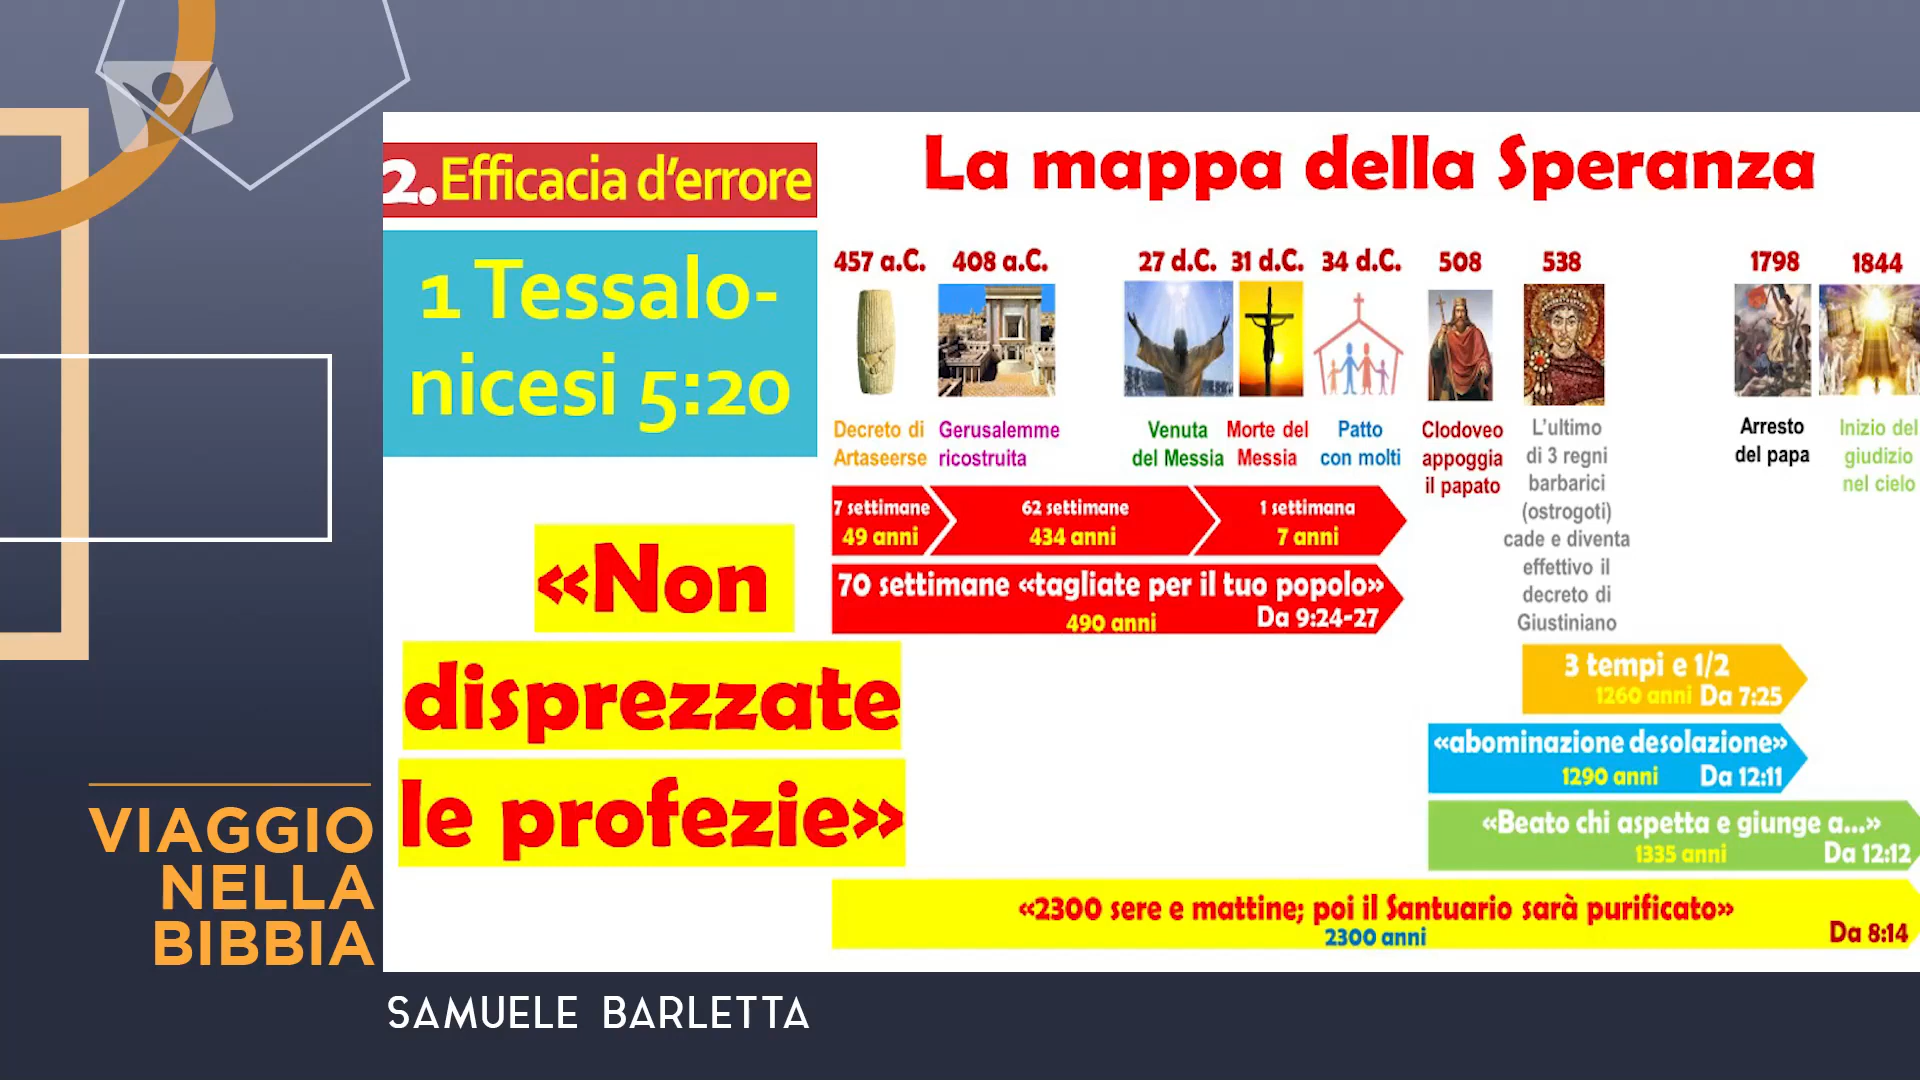 2. Efficacia d'errore
1 Tessalo-
nicesi 5:20
«Non
disprezzate
le profezie»
La mappa della Speranza
457 a.C. 408 a.C. 27 d.C. 31 d.C. 34 d.C. 508 538 1798 1844
Decreto di
Artaseerse
Gerusalemme
ricostruita
Venuta
del Messia
Morte del
Messia
Patto
con molti
Clodoveo
appoggia
il papato
L'ultimo
di 3 regni
barbarici
(ostrogoti)
cade e diventa
effettivo il
decreto di
Giustiniano
Arresto
del papa
Inizio del
giudizio
nel cielo
7 settimane
49 anni
62 settimane
434 anni
1 settimana
7 anni
70 settimane «tagliate per il tuo popolo»
490 anni Da 9:24-27
3 tempi e 1/2
1260 anni Da 7:25
«abominazione desolazione»
1290 anni Da 12:11
«Beato chi aspetta e giunge a...»
1335 anni Da 12:12
«2300 sere e mattine; poi il Santuario sarà purificato»
2300 anni Da 8:14
VIAGGIO
NELLA
BIBBIA
SAMUELE BARLETTA